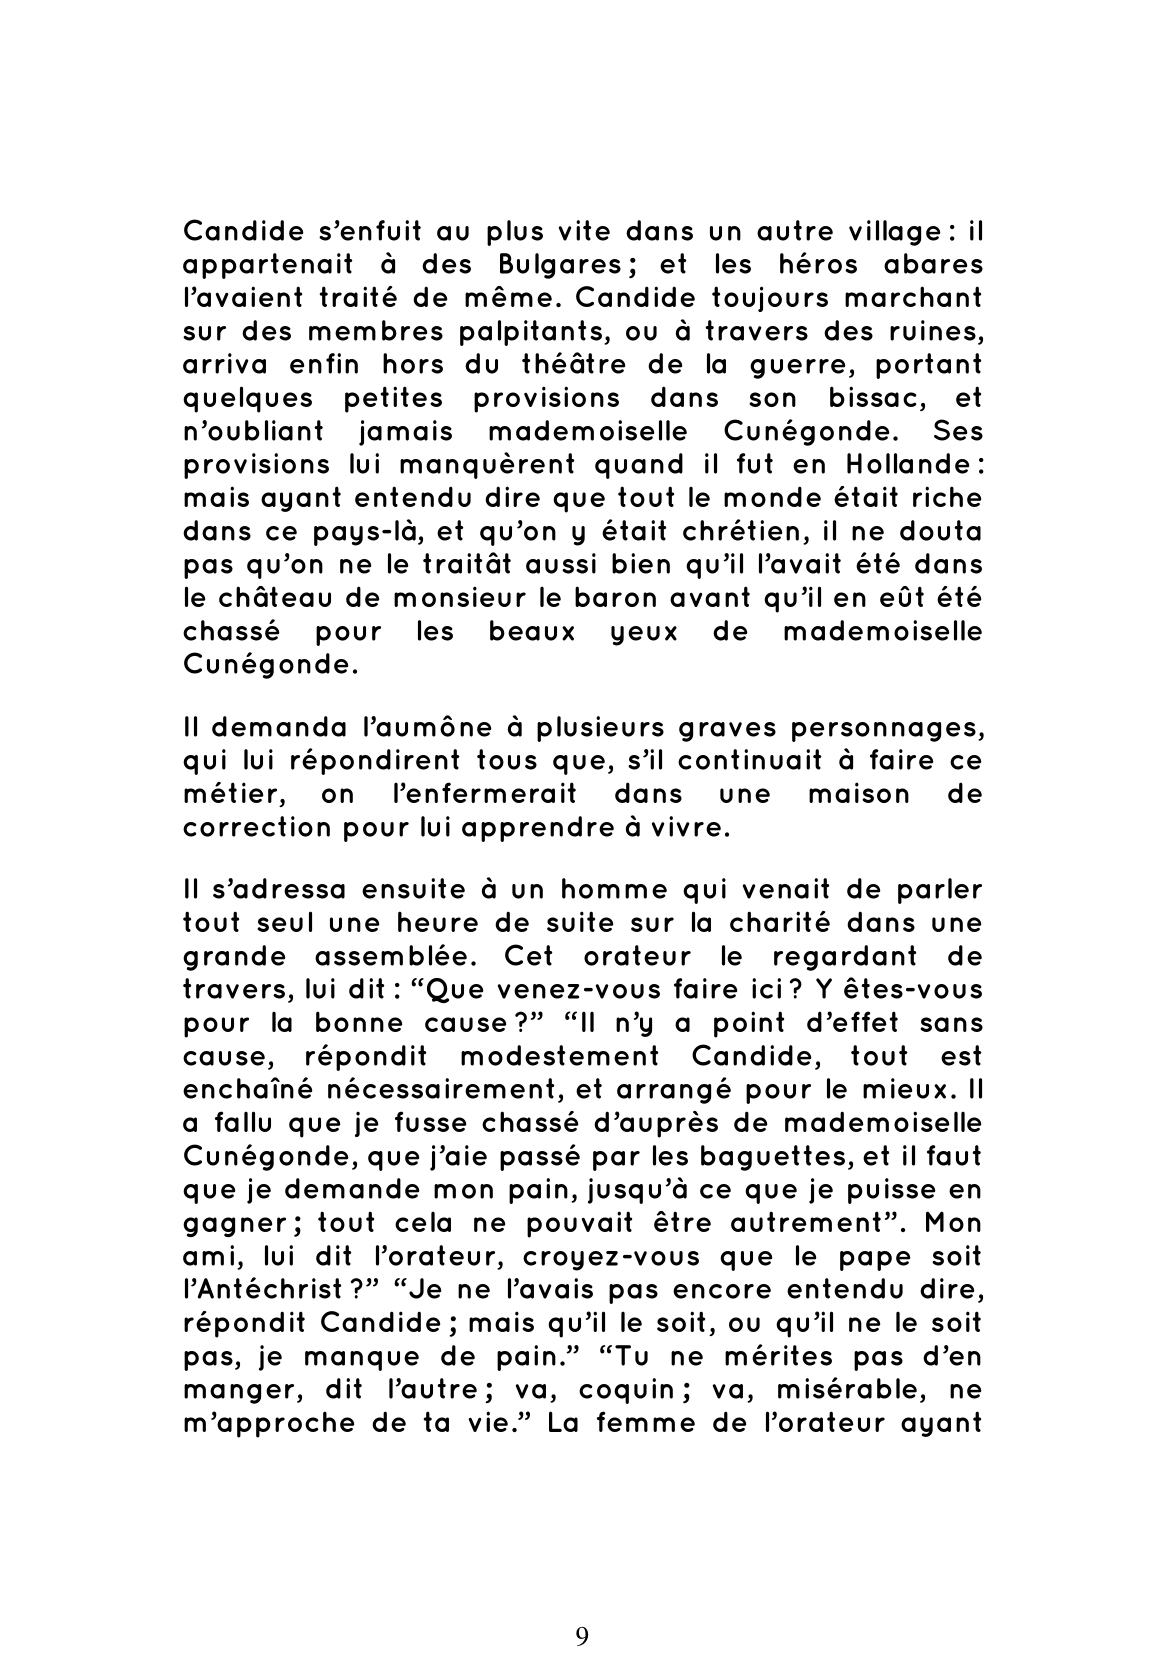 Candide s’enfuit au plus vite dans un autre village : il
appartenait à des Bulgares ; et les héros abares
l’avaient traité de même. Candide toujours marchant
sur des membres palpitants, ou à travers des ruines,
arriva enfin hors du théâtre de la guerre, portant
quelques petites provisions dans son bissac, et
n’oubliant jamais mademoiselle Cunégonde. Ses
provisions lui manquèrent quand il fut en Hollande :
mais ayant entendu dire que tout le monde était riche
dans ce pays-là, et qu’on y était chrétien, il ne douta
pas qu’on ne le traitât aussi bien qu’il l’avait été dans
le château de monsieur le baron avant qu’il en eût été
chassé pour les beaux yeux de mademoiselle
Cunégonde.
Il demanda l’aumône à plusieurs graves personnages,
qui lui répondirent tous que, s’il continuait à faire ce
métier, on l’enfermerait dans une maison de
correction pour lui apprendre à vivre.
Il s’adressa ensuite à un homme qui venait de parler
tout seul une heure de suite sur la charité dans une
grande assemblée. Cet orateur le regardant de
travers, lui dit : “Que venez-vous faire ici ? Y êtes-vous
pour la bonne cause ?” “Il n’y a point d’effet sans
cause, répondit modestement Candide, tout est
enchaîné nécessairement, et arrangé pour le mieux. Il
a fallu que je fusse chassé d’auprès de mademoiselle
Cunégonde, que j’aie passé par les baguettes, et il faut
que je demande mon pain, jusqu’à ce que je puisse en
gagner ; tout cela ne pouvait être autrement”. Mon
ami, lui dit l’orateur, croyez-vous que le pape soit
l’Antéchrist ?” “Je ne l’avais pas encore entendu dire,
répondit Candide ; mais qu’il le soit, ou qu’il ne le soit
pas, je manque de pain.” “Tu ne mérites pas d’en
manger, dit l’autre ; va, coquin ; va, misérable, ne
m’approche de ta vie.” La femme de l’orateur ayant
9